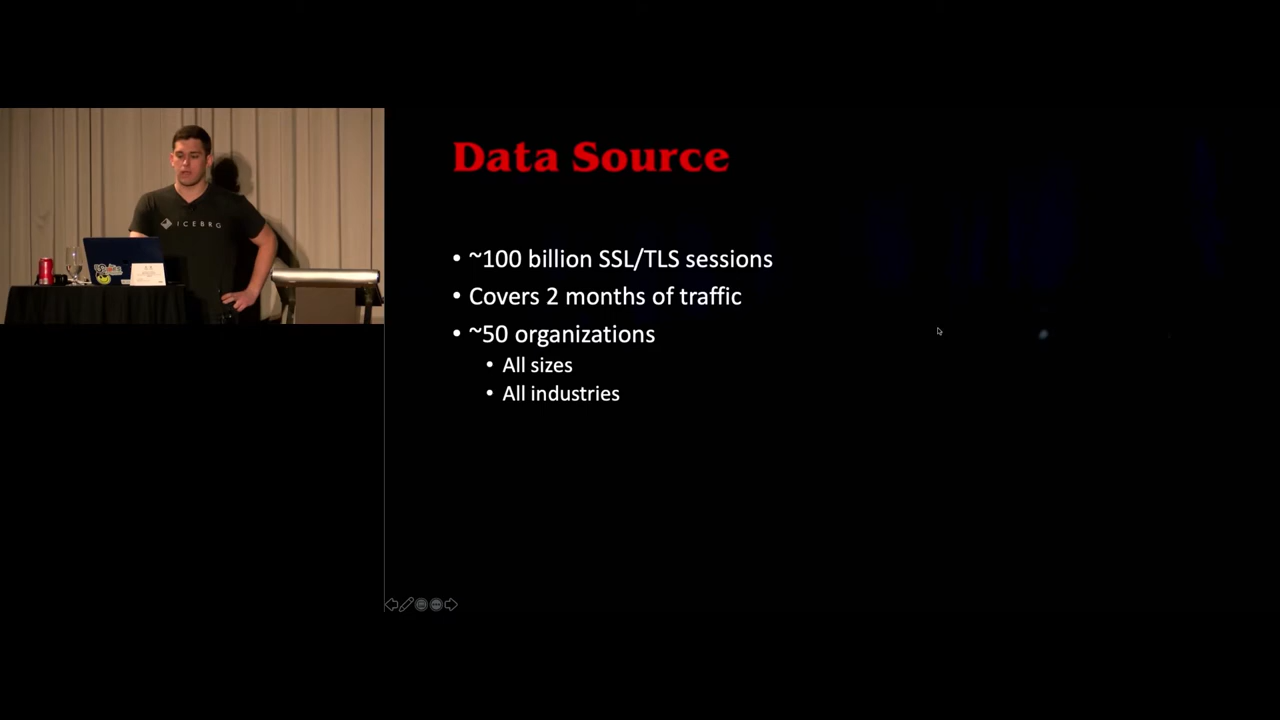 Data Source
• ~100 billion SSL/TLS sessions
• Covers 2 months of traffic
• ~50 organizations
• All sizes
• All industries
ICEBRG